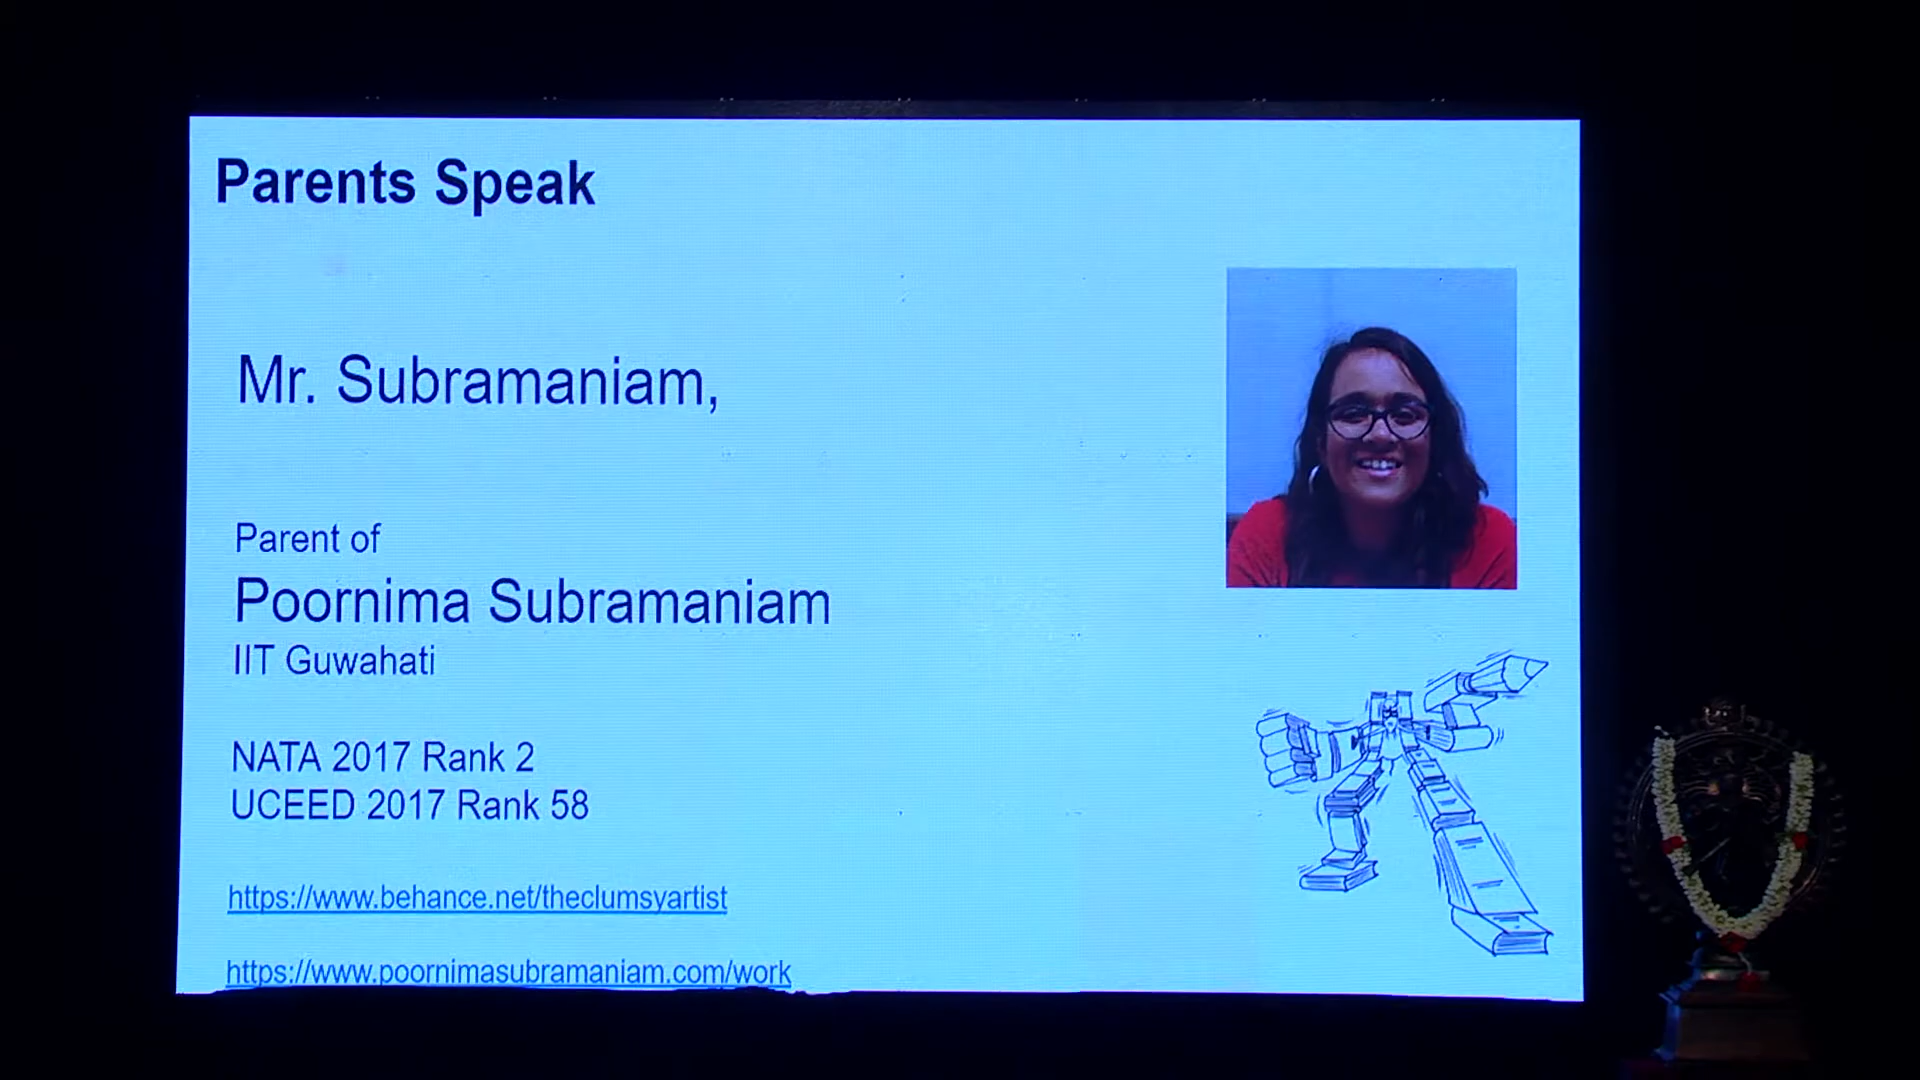 Parents Speak
Mr. Subramaniam,
Parent of
Poornima Subramaniam
IIT Guwahati
NATA 2017 Rank 2
UCEED 2017 Rank 58
https://www.behance.net/theclumsyartist
https://www.poornimasubramaniam.com/work